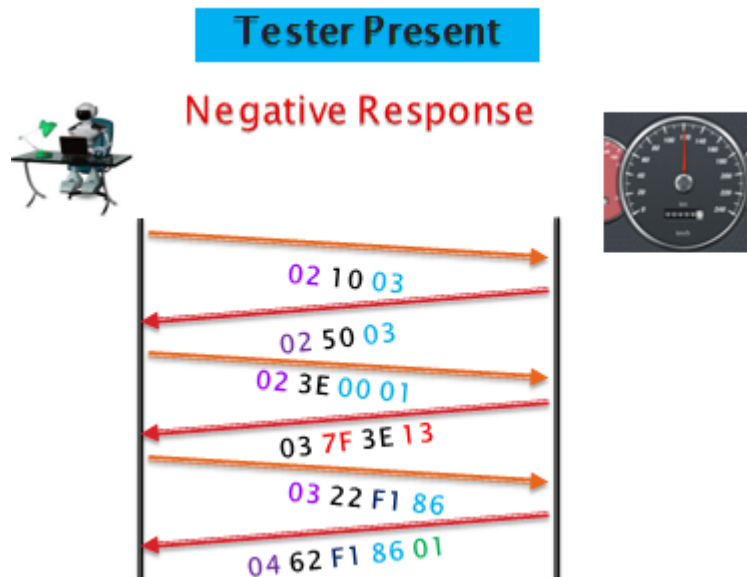 Tester Present
Negative Response
02 10 03
02 50 03
02 3E 00 01
03 7F 3E 13
03 22 F1 86
04 62 F1 86 01